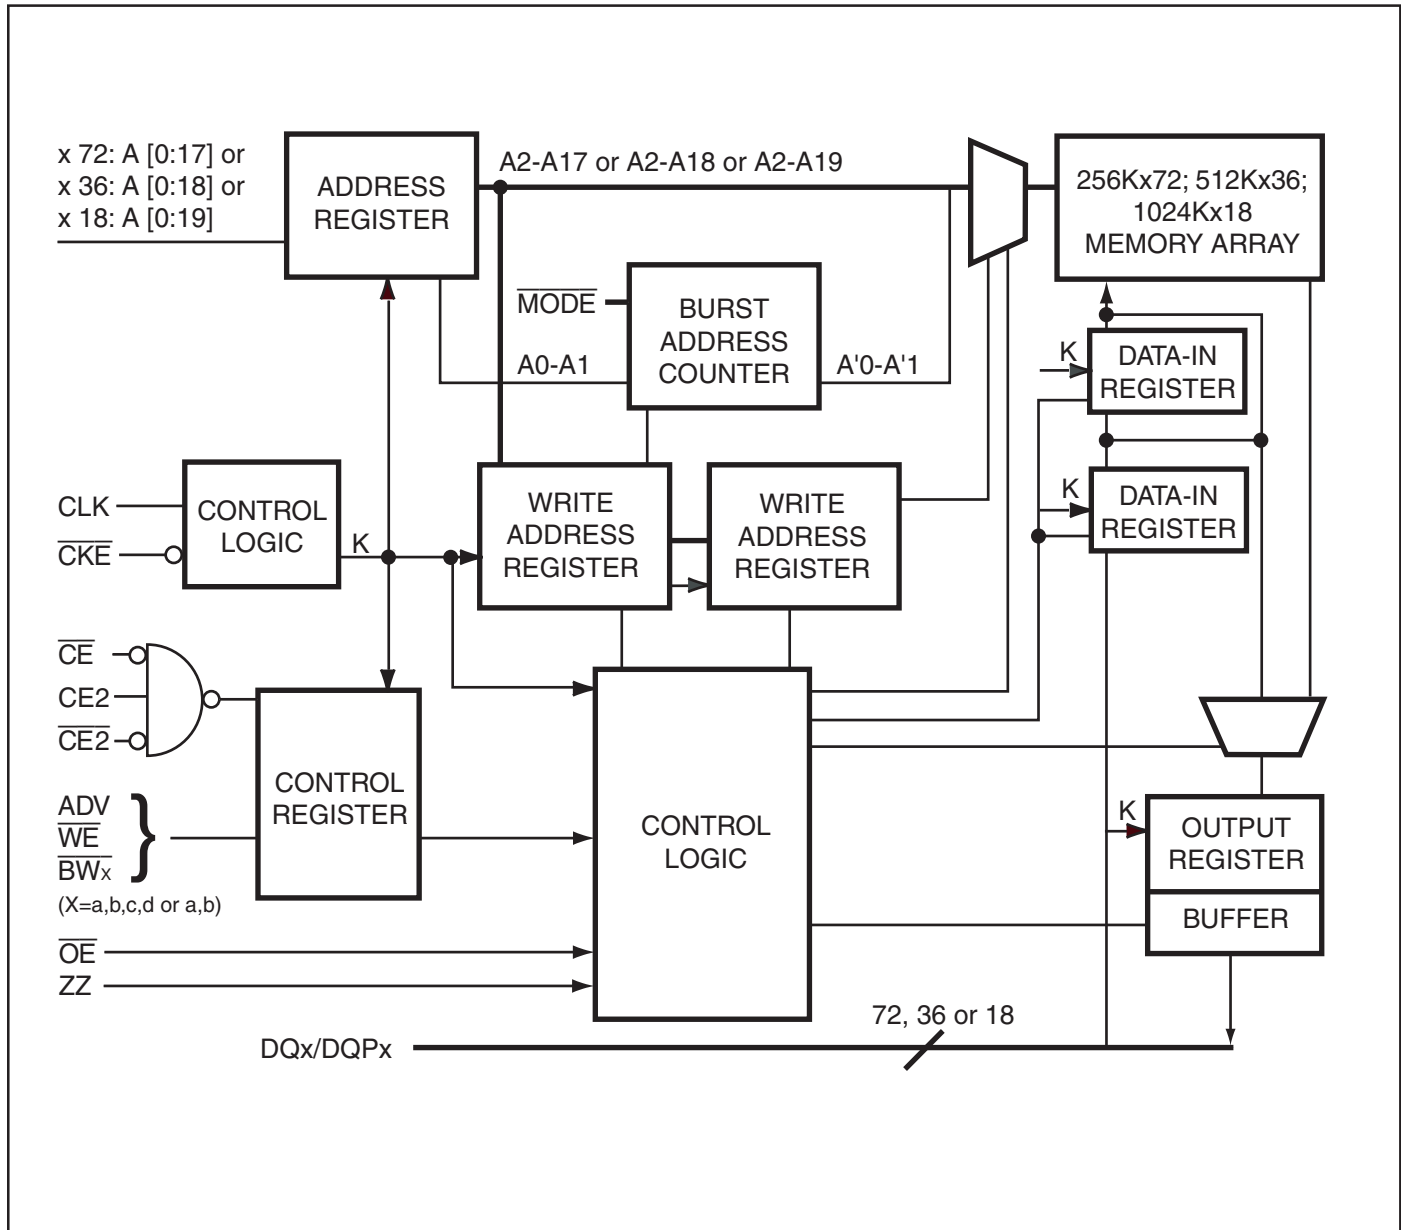 x 72: A [0:17] or
x 36: A [0:18] or
x 18: A [0:19]
ADDRESS
REGISTER
A2-A17 or A2-A18 or A2-A19
256Kx72; 512Kx36;
1024Kx18
MEMORY ARRAY
MODE
BURST
ADDRESS
COUNTER
A0-A1
A'0-A'1
K
DATA-IN
REGISTER
K
DATA-IN
REGISTER
CLK
CKE
CONTROL
LOGIC
K
WRITE
ADDRESS
REGISTER
WRITE
ADDRESS
REGISTER
CE
CE2
CE2
CONTROL
REGISTER
ADV
WE
BWx
}
(X=a,b,c,d or a,b)
CONTROL
LOGIC
K
OUTPUT
REGISTER
BUFFER
OE
ZZ
72, 36 or 18
DQx/DQPx